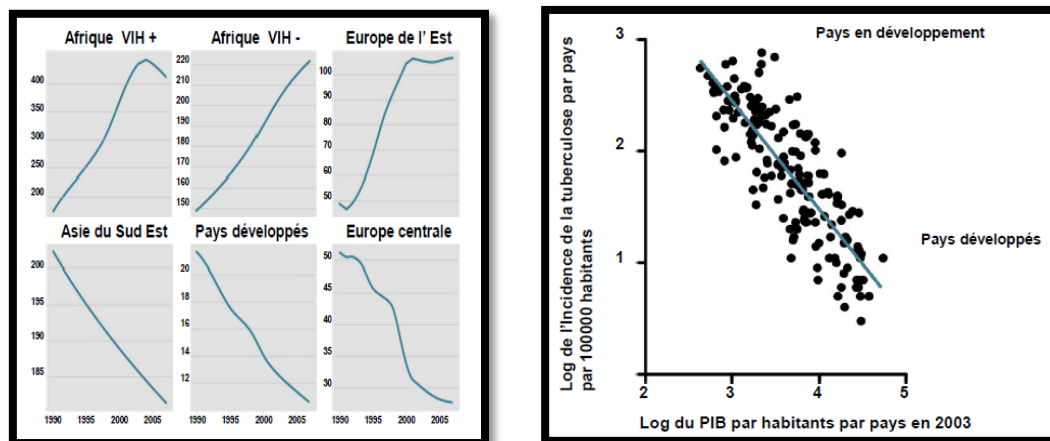 Afrique VIH +
400
350
300
250
200
Afrique VIH -
220
210
200
190
180
170
160
150
Europe de l' Est
100
90
80
70
60
50
Asie du Sud Est
200
195
190
185
1990 1995 2000 2005
Pays développés
20
18
16
14
12
1990 1995 2000 2005
Europe centrale
50
45
40
35
30
1990 1995 2000 2005
Log de l'Incidence de la tuberculose par pays
par 100000 habitants
3
2
1
Pays en développement
Pays développés
2 3 4 5
Log du PIB par habitants par pays en 2003